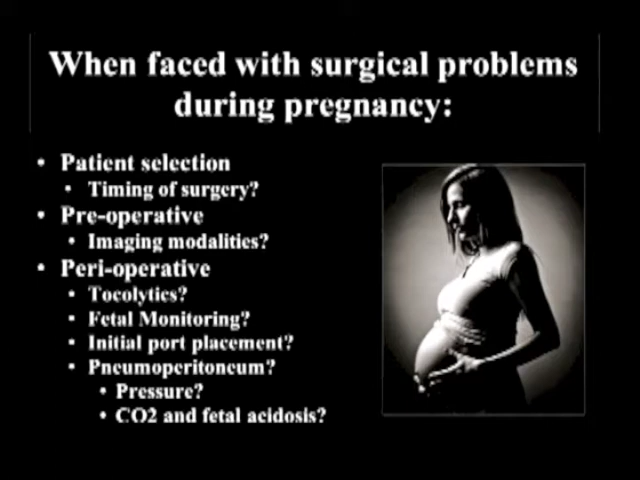 When faced with surgical problems
during pregnancy:
• Patient selection
• Timing of surgery?
• Pre-operative
• Imaging modalities?
• Peri-operative
• Tocolytics?
• Fetal Monitoring?
• Initial port placement?
• Pneumoperitoneum?
• Pressure?
• CO2 and fetal acidosis?